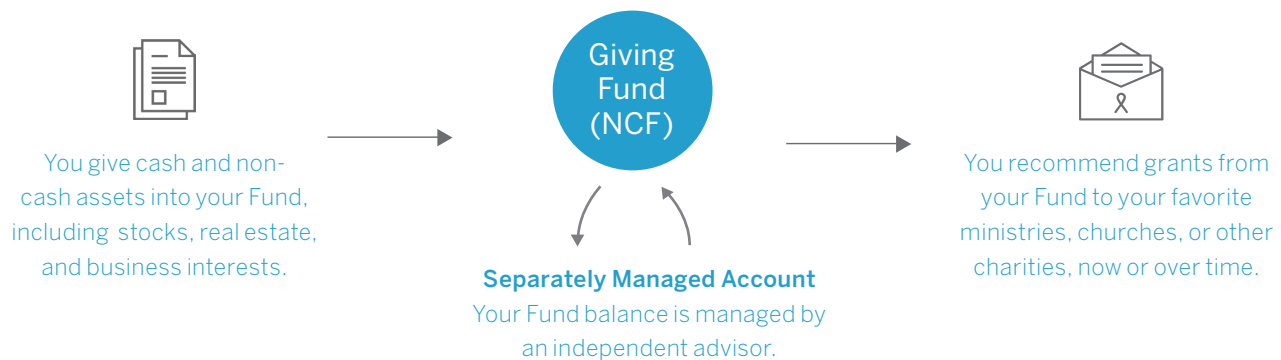 You give cash and non-
cash assets into your Fund,
including stocks, real estate,
and business interests.
Giving
Fund
(NCF)
Separately Managed Account
Your Fund balance is managed by
an independent advisor.
You recommend grants from
your Fund to your favorite
ministries, churches, or other
charities, now or over time.